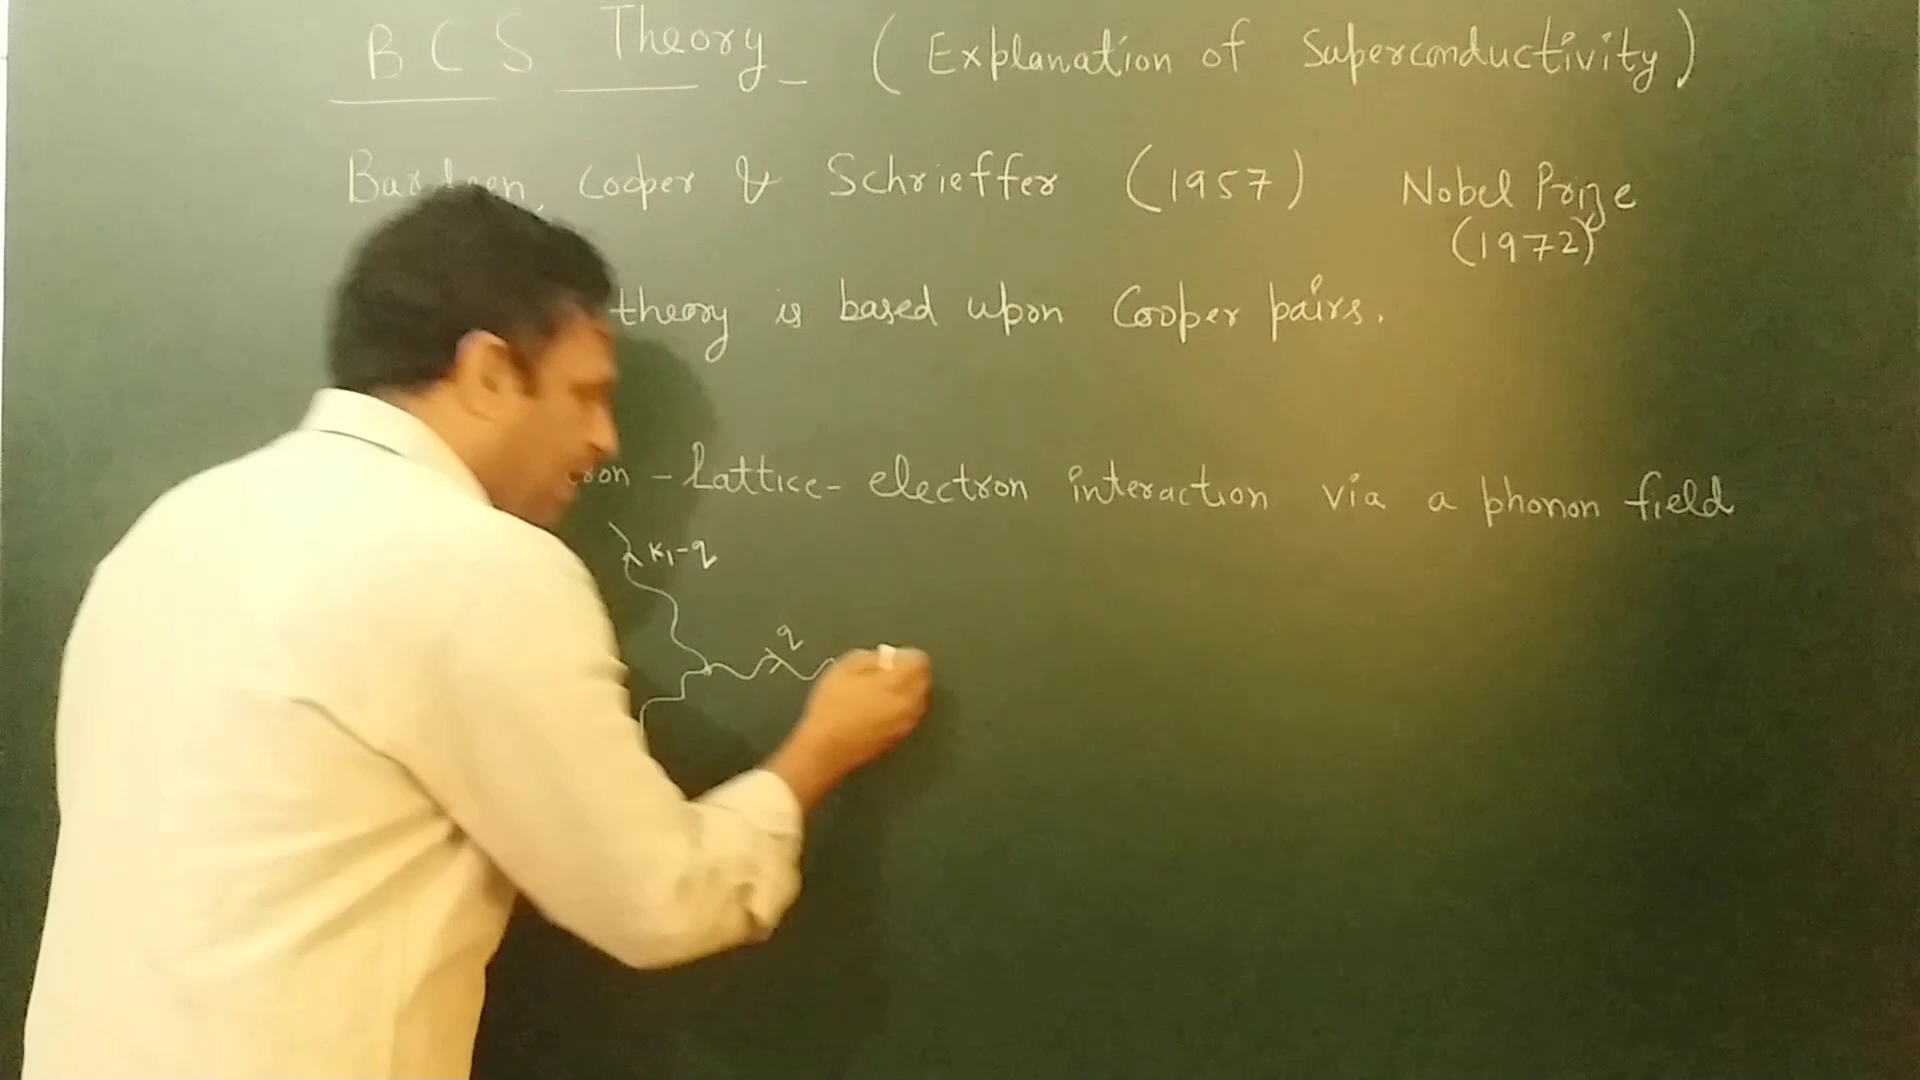 BCS Theory (Explanation of Superconductivity)
Bardeen, Cooper & Schrieffer (1957) Nobel Prize
(1972)
theory is based upon Cooper pairs.
- Lattice - electron interaction via a phonon field
K₁-q
q